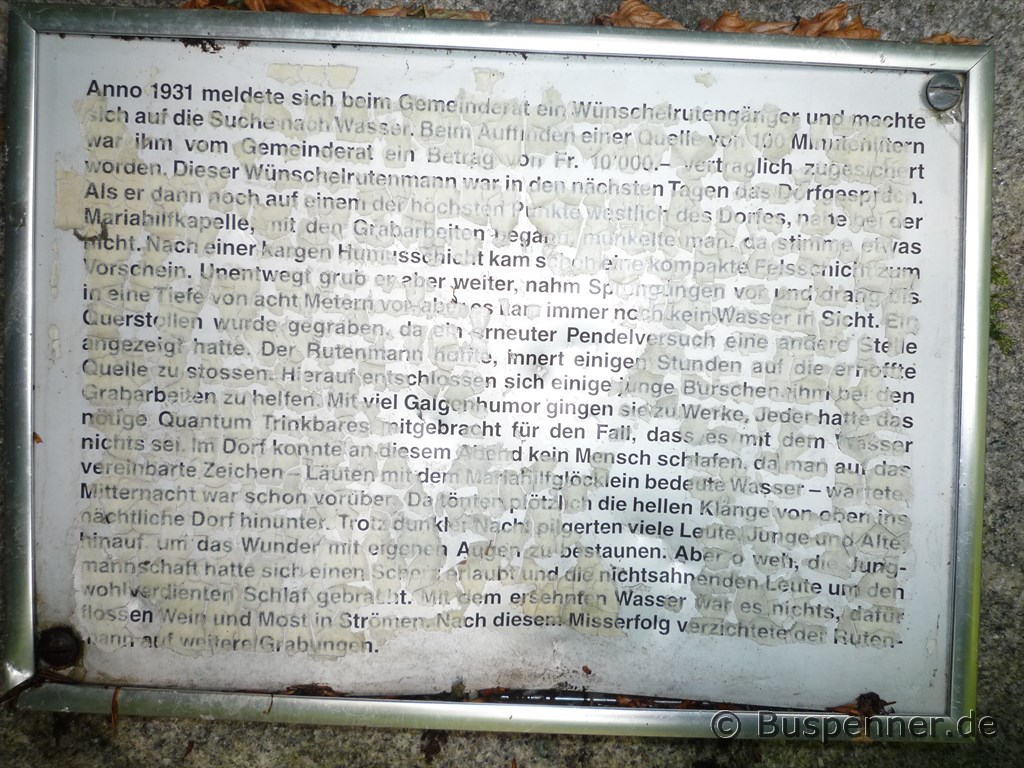 Anno 1931 meldete sich beim Gemeinderat ein Wünschelrutengänger und machte
sich auf die Suche nach Wasser. Beim Auffinden einer Quelle von 100 Minutenlitern
war ihm vom Gemeinderat ein Betrag von Fr. 10'000.– vertraglich zugesichert
worden. Dieser Wünschelrutenmann war in den nächsten Tagen das Dorfgespräch.
Als er dann noch auf einem der höchsten Punkte westlich des Dorfes, nahe bei der
Mariahilfkapelle, mit den Grabarbeiten begann, munkelte man, da stimme etwas
nicht. Nach einer kargen Humusschicht kam schon eine kompakte Felsschicht zum
Vorschein. Unentwegt grub er aber weiter, nahm Sprengungen vor und drang bis
in eine Tiefe von acht Metern vor, aber es kam immer noch kein Wasser in Sicht. Ein
Querstollen wurde gegraben, da ein erneuter Pendelversuch eine andere Stelle
angezeigt hatte. Der Rutenmann hoffte, innert einigen Stunden auf die erhoffte
Quelle zu stossen. Hierauf entschlossen sich einige junge Burschen, ihm bei den
Grabarbeiten zu helfen. Mit viel Galgenhumor gingen sie zu Werke. Jeder hatte das
nötige Quantum Trinkbares mitgebracht für den Fall, dass es mit dem Wasser
nichts sei. Im Dorf konnte an diesem Abend kein Mensch schlafen, da man auf das
vereinbarte Zeichen – Läuten mit dem Mariahilfglöcklein bedeute Wasser – wartete.
Mitternacht war schon vorüber. Da tönten plötzlich die hellen Klänge von oben ins
nächtliche Dorf hinunter. Trotz dunkler Nacht pilgerten viele Leute, Junge und Alte
hinauf, um das Wunder mit eigenen Augen zu bestaunen. Aber o weh, die Jung-
mannschaft hatte sich einen Scherz erlaubt und die nichtsahnenden Leute um den
wohlverdienten Schlaf gebracht. Mit dem ersehnten Wasser war es nichts, dafür
flossen Wein und Most in Strömen. Nach diesem Misserfolg verzichtete der Ruten-
mann auf weitere Grabungen.
© Buspenner.de